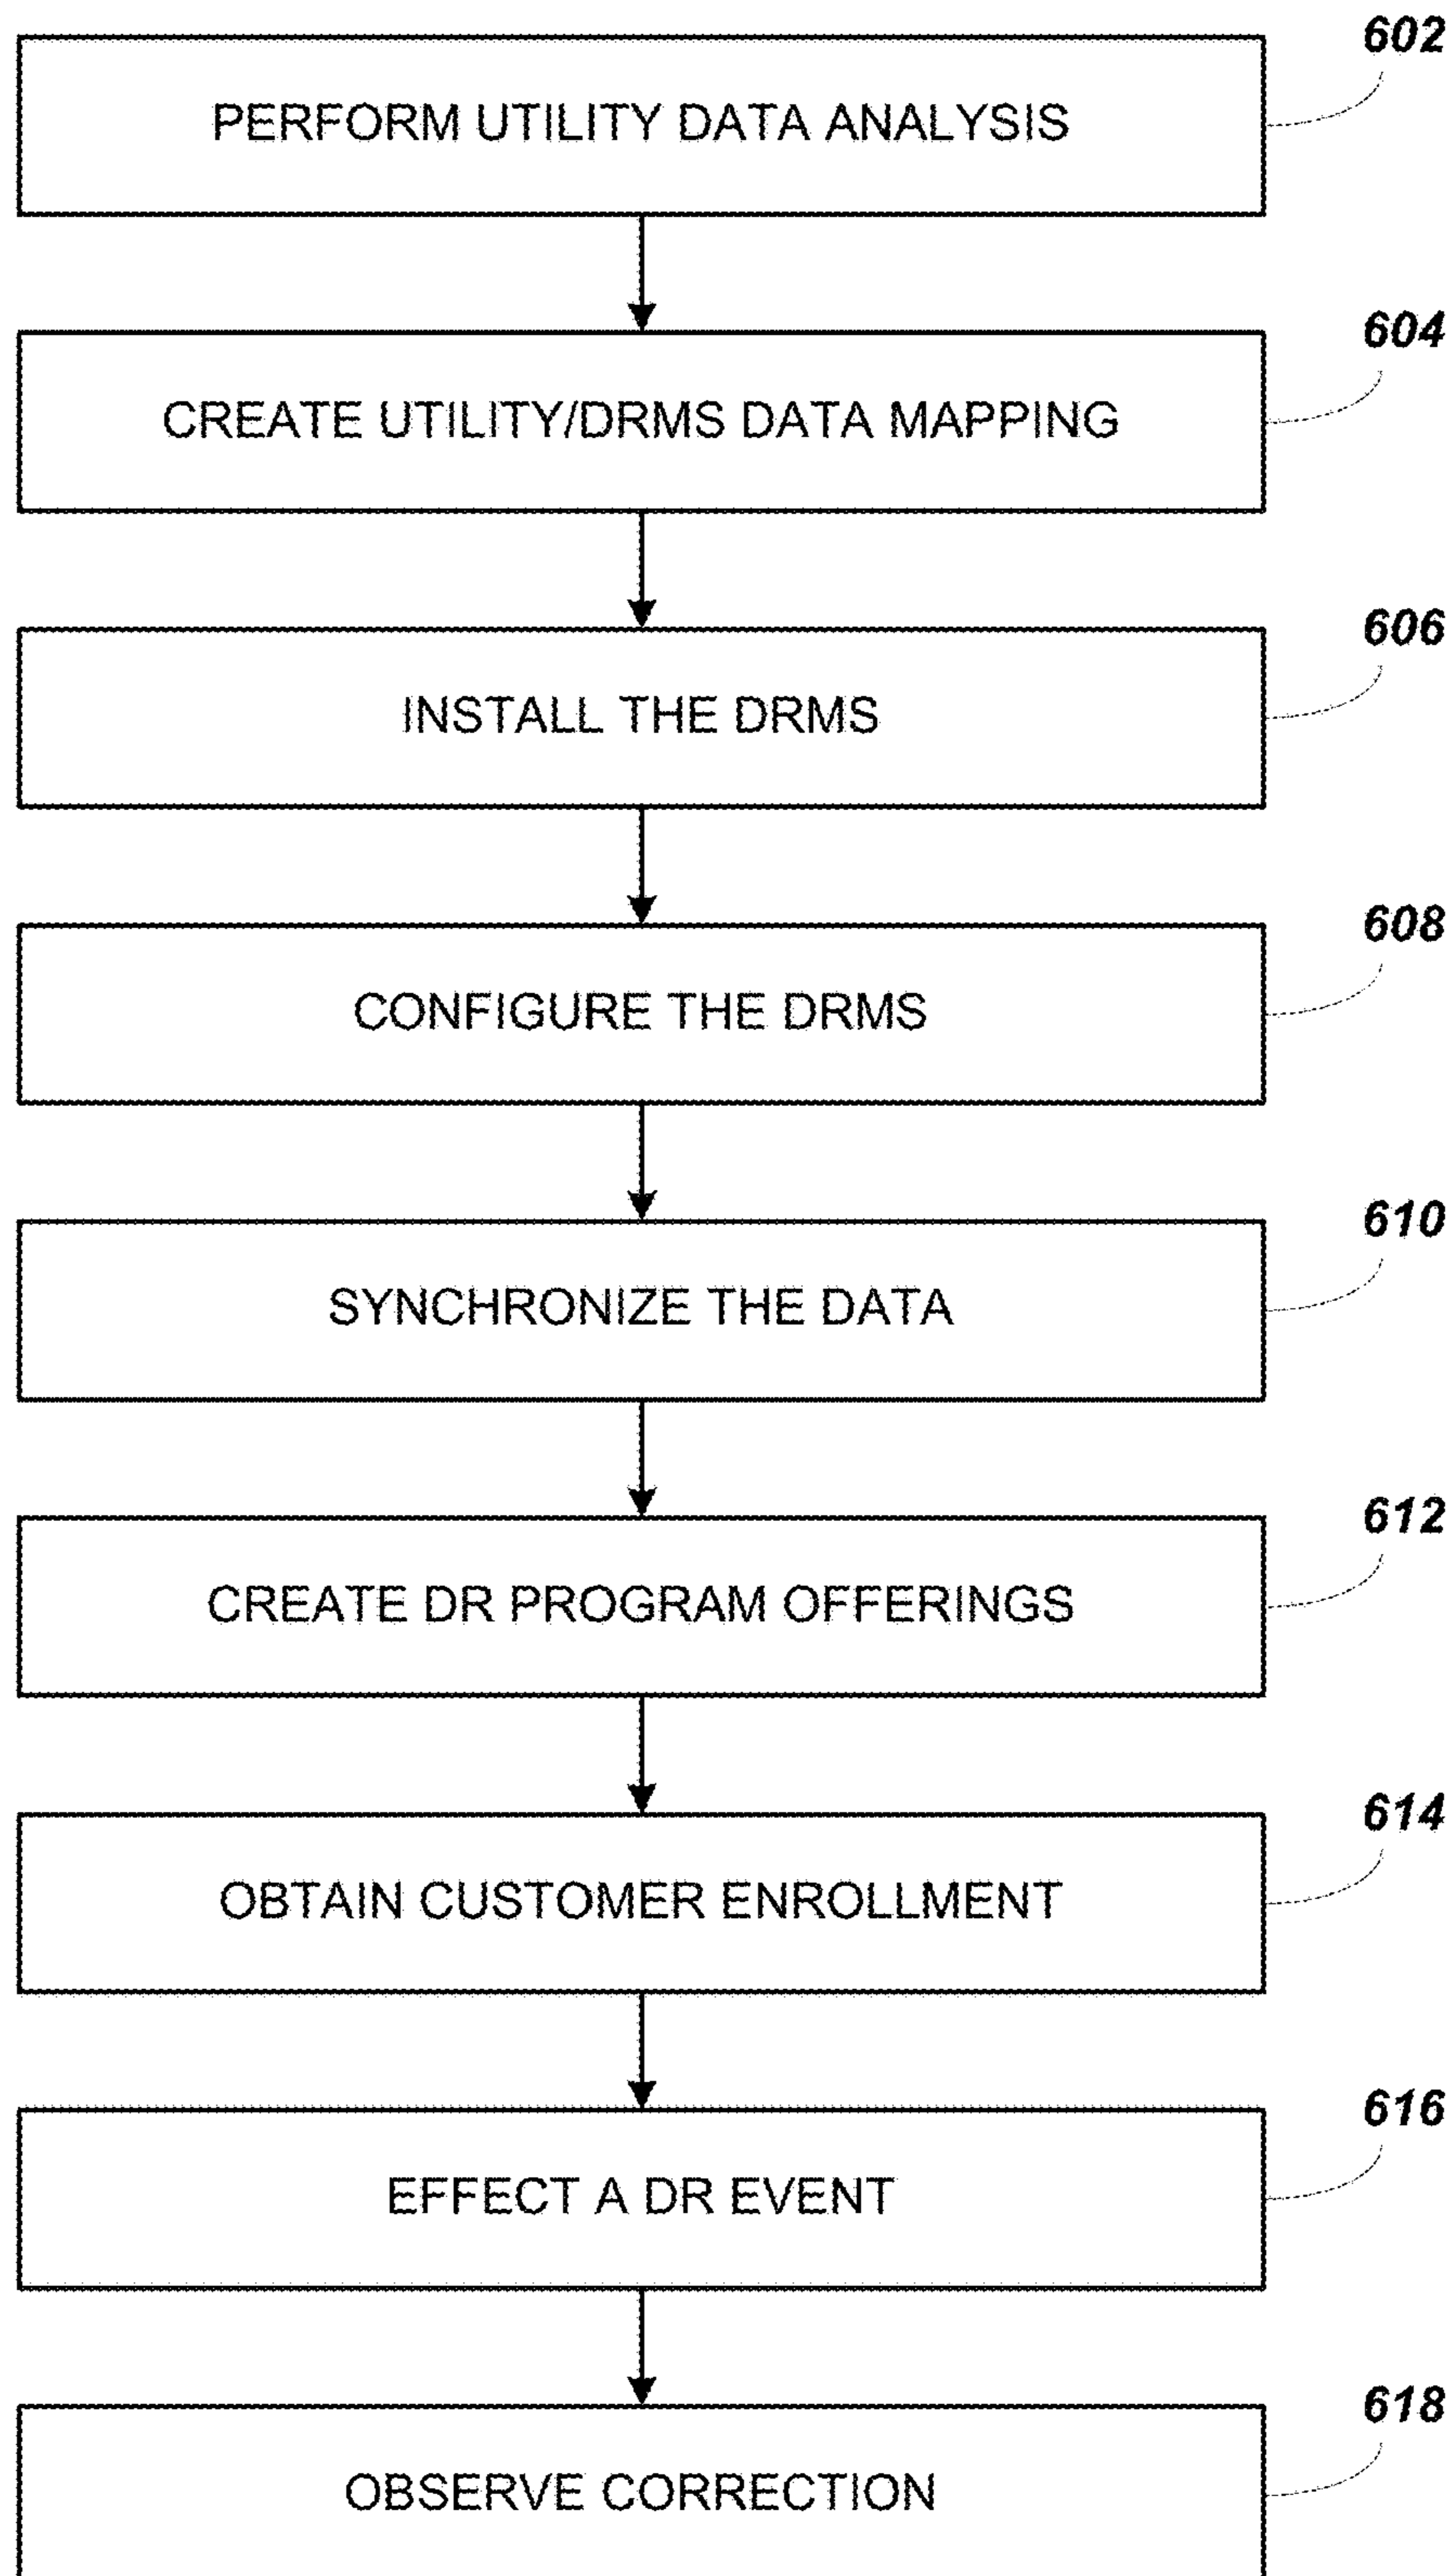 602
PERFORM UTILITY DATA ANALYSIS
604
CREATE UTILITY/DRMS DATA MAPPING
606
INSTALL THE DRMS
608
CONFIGURE THE DRMS
610
SYNCHRONIZE THE DATA
612
CREATE DR PROGRAM OFFERINGS
614
OBTAIN CUSTOMER ENROLLMENT
616
EFFECT A DR EVENT
618
OBSERVE CORRECTION